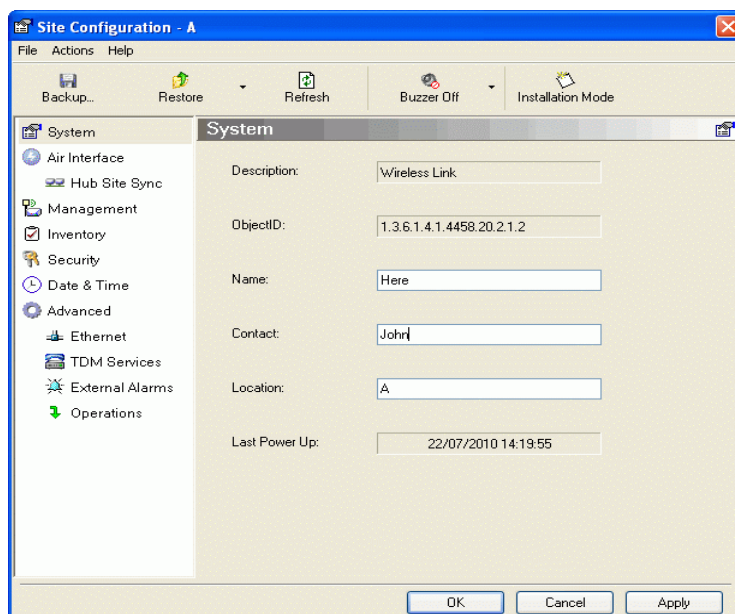 Site Configuration - A
File Actions Help
Backup... Restore Refresh Buzzer Off Installation Mode
System
Air Interface
Hub Site Sync
Management
Inventory
Security
Date & Time
Advanced
Ethernet
TDM Services
External Alarms
Operations
System
Description: Wireless Link
ObjectID: 1.3.6.1.4.1.4458.20.2.1.2
Name: Here
Contact: John
Location: A
Last Power Up: 22/07/2010 14:19:55
OK Cancel Apply